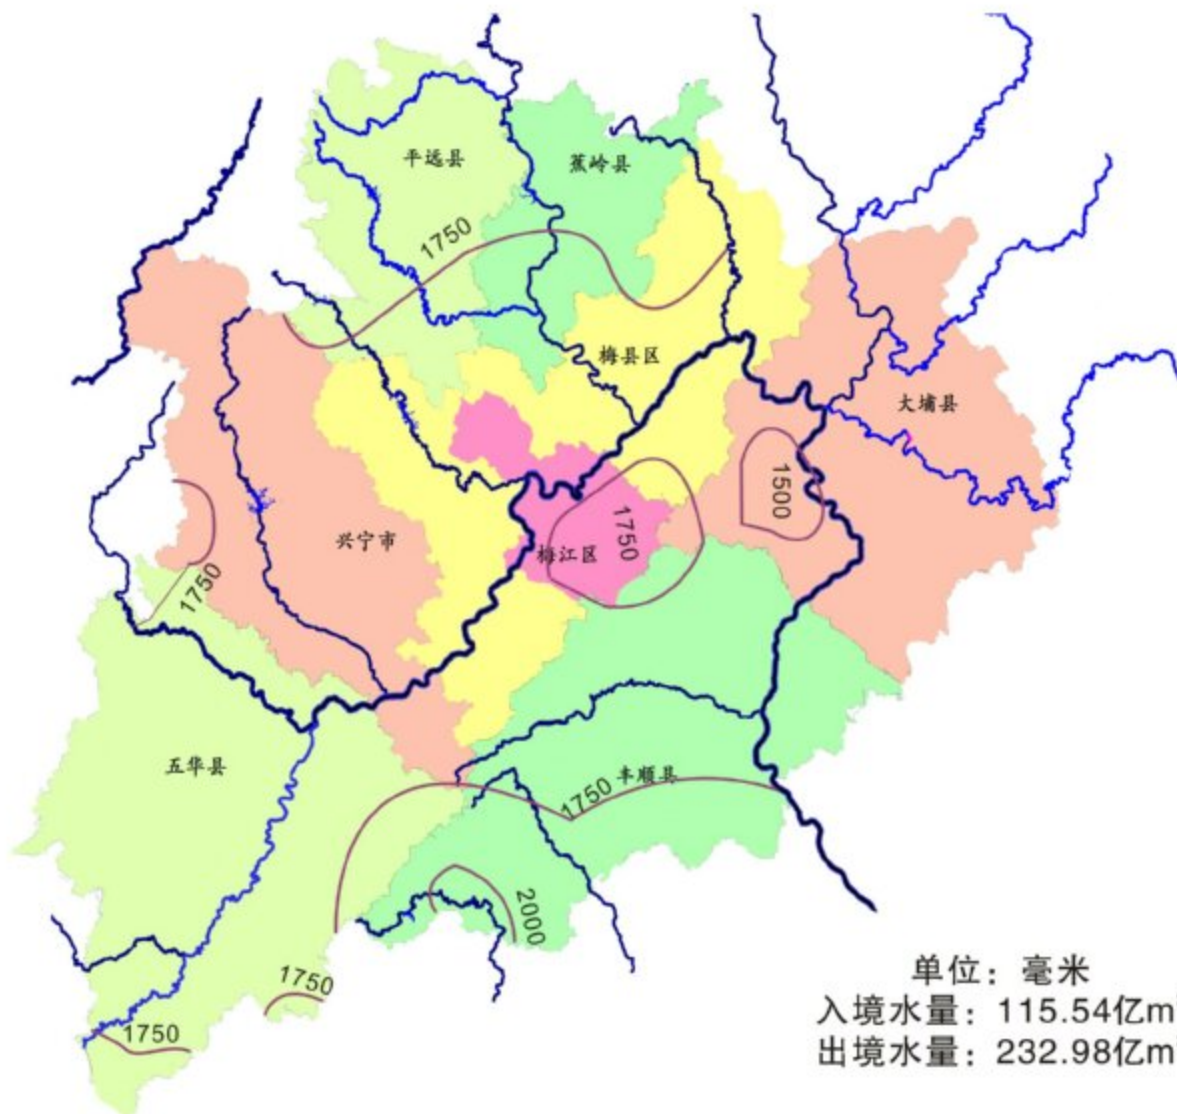 平远县
蕉岭县
1750
梅县区
大埔县
1500
1750
兴宁市
梅江区
1750
五华县
丰顺县
1750
2000
1750
1750
单位：毫米
入境水量：115.54亿m
出境水量：232.98亿m